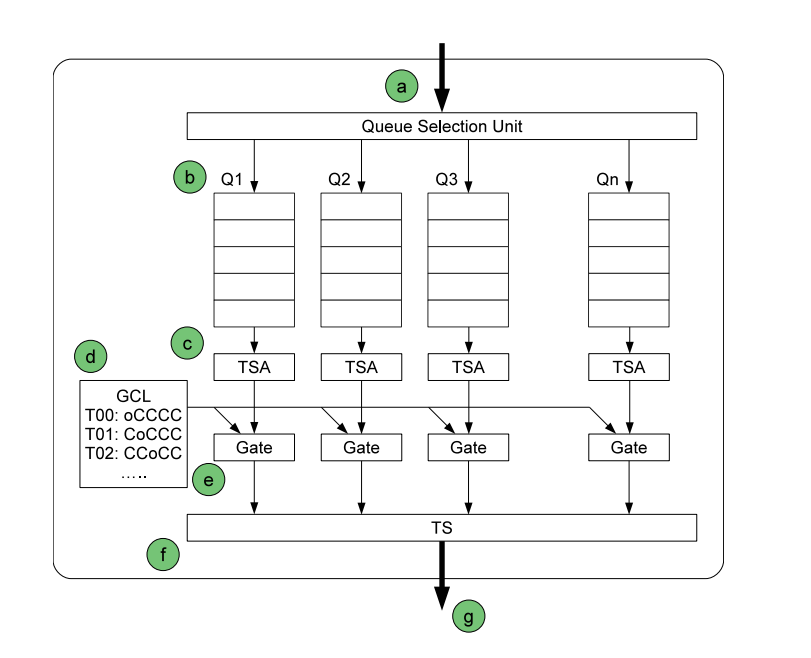 a
Queue Selection Unit
b
Q1
Q2
Q3
Qn
c
d
TSA
TSA
TSA
TSA
GCL
T00: oCCCC
T01: CoCCC
T02: CCoCC
.....
Gate
Gate
Gate
Gate
e
TS
f
g